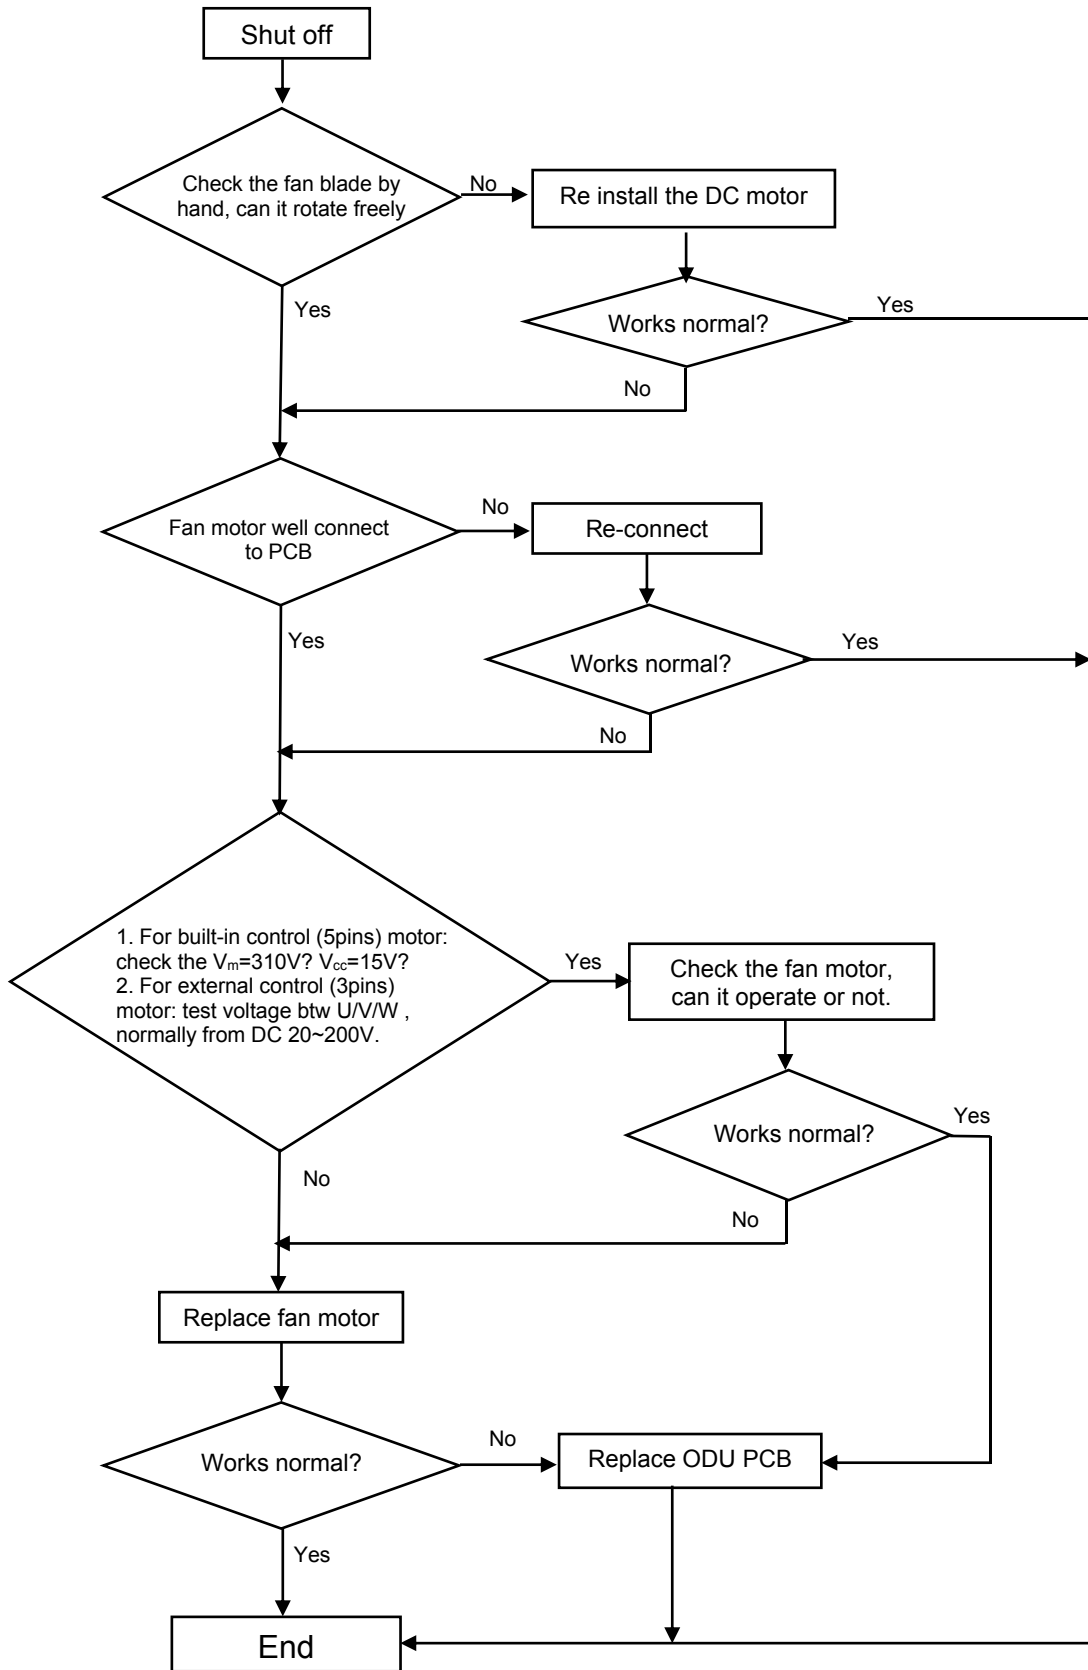 Shut off
Check the fan blade by
hand, can it rotate freely
No
Re install the DC motor
Yes
Works normal?
Yes
No
Fan motor well connect
to PCB
No
Re-connect
Yes
Works normal?
Yes
No
1. For built-in control (5pins) motor:
check the Vm=310V? Vcc=15V?
2. For external control (3pins)
motor: test voltage btw U/V/W ,
normally from DC 20~200V.
Yes
Check the fan motor,
can it operate or not.
Works normal?
Yes
No
No
Replace fan motor
Works normal?
No
Replace ODU PCB
Yes
End